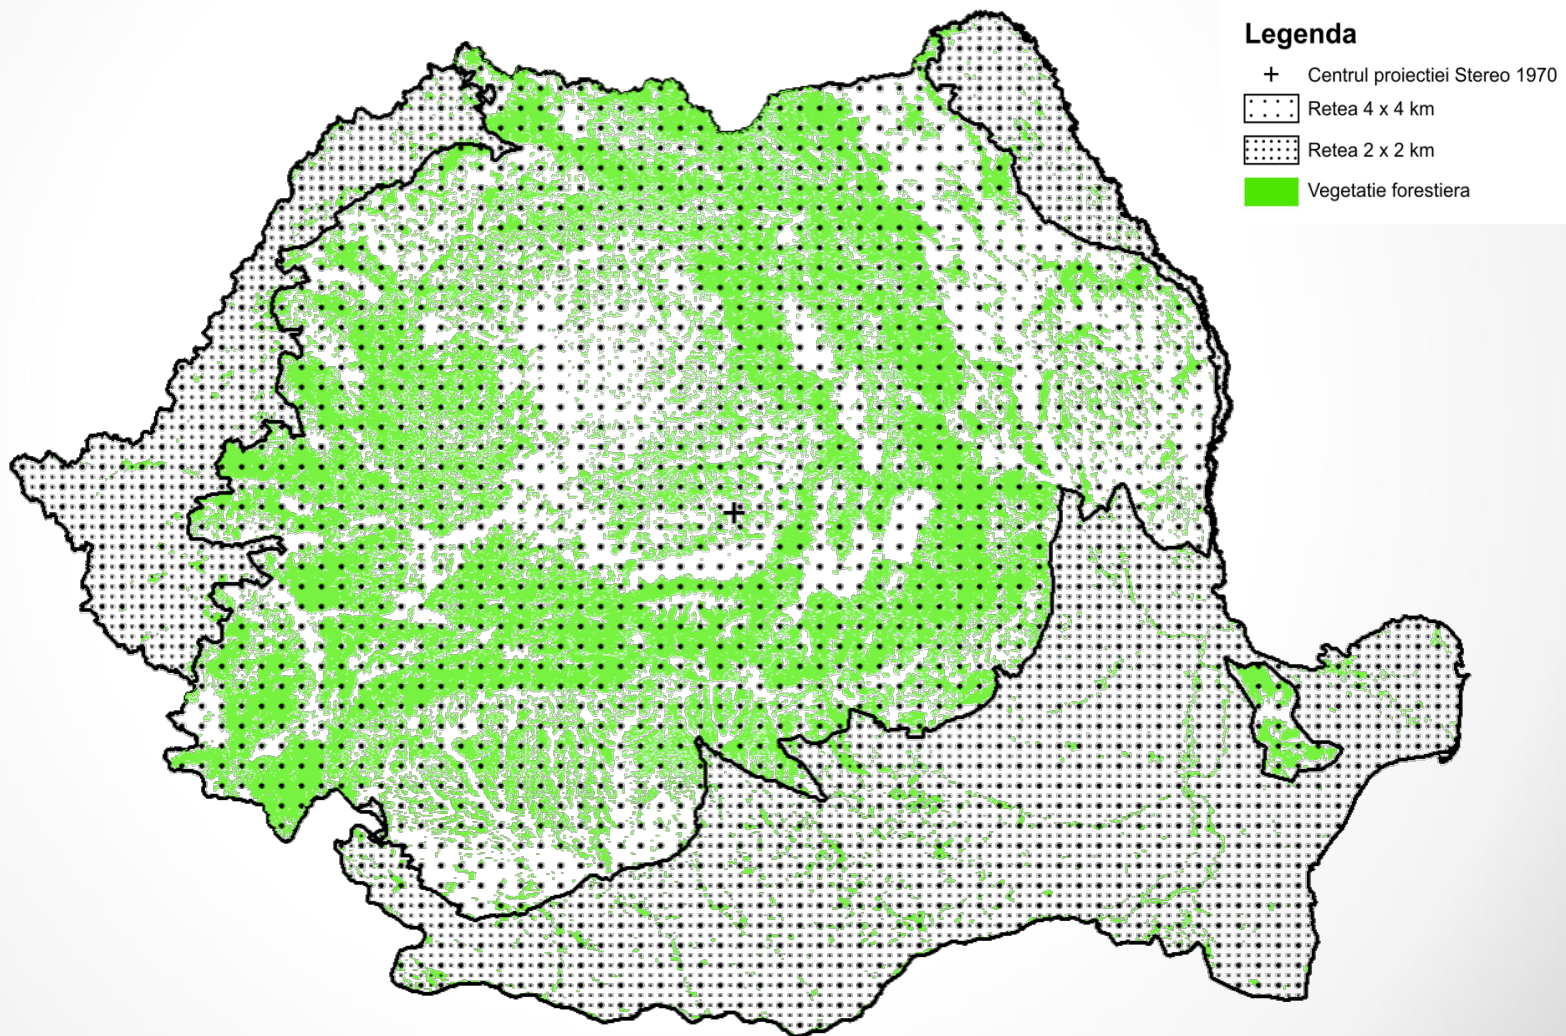 Legenda
Centrul proiectiei Stereo 1970
Retea 4 x 4 km
Retea 2 x 2 km
Vegetatie forestiera